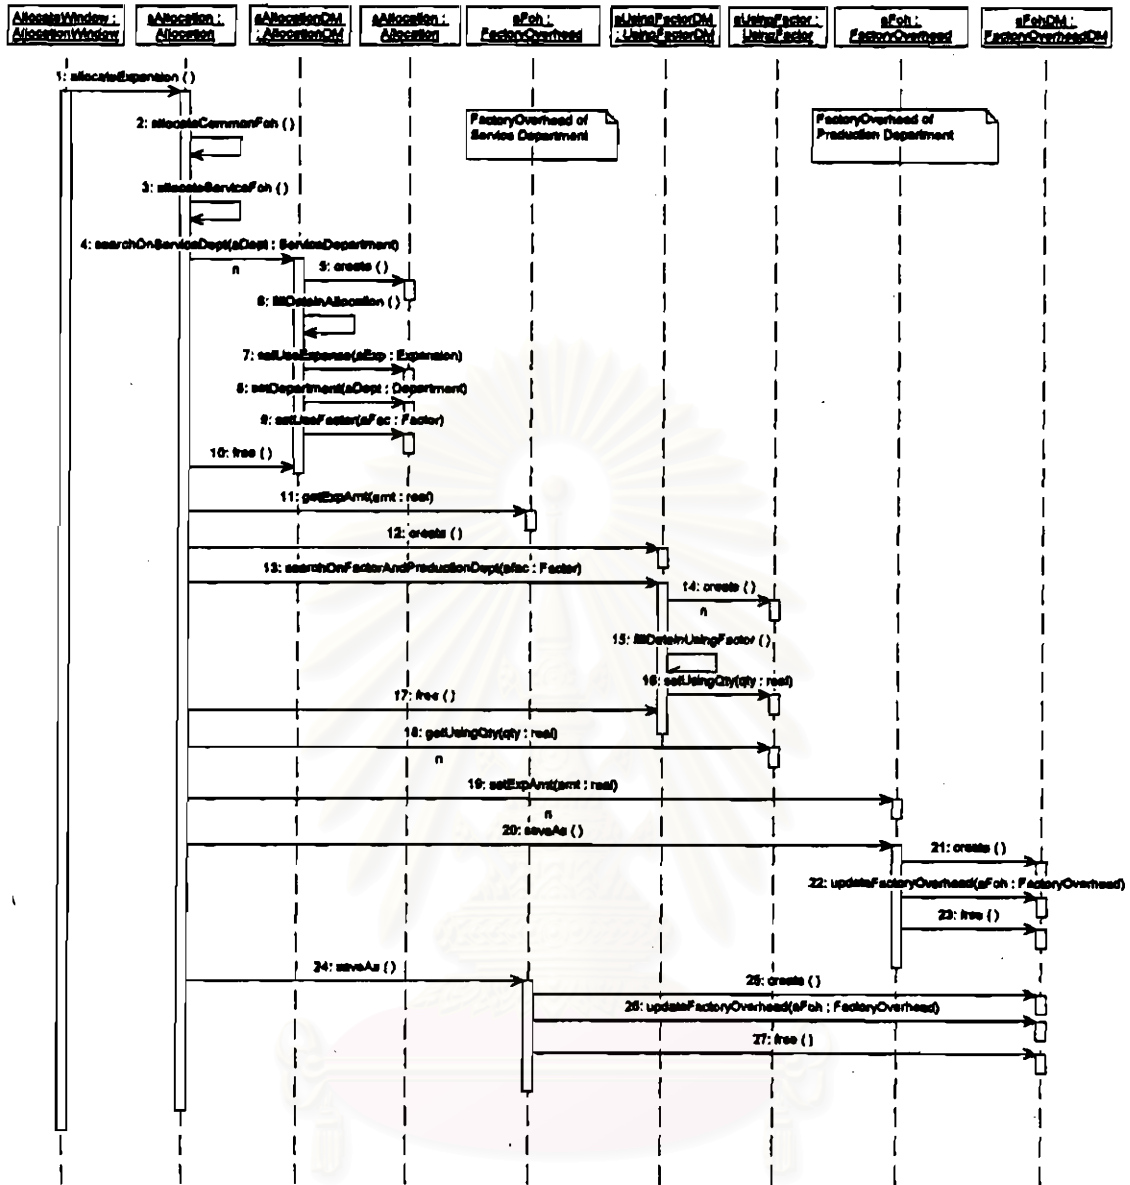 AllocateWindow :
AllocationWindow
aAllocation :
Allocation
aAllocationDM
: AllocationDM
aAllocation :
Allocation
aFoh :
FactoryOverhead
aUsingFactorDM
: UsingFactorDM
aUsingFactor :
UsingFactor
aFoh :
FactoryOverhead
aFohDM :
FactoryOverheadDM
1: allocateExpension ( )
2: allocateCommonFoh ( )
FactoryOverhead of
Service Department
FactoryOverhead of
Production Department
3: allocateServiceFoh ( )
4: searchOnServiceDept(aDept : ServiceDepartment)
n
5: create ( )
6: fillDataInAllocation ( )
7: setUseExpense(aExp : Expension)
8: setDepartment(aDept : Department)
9: setUseFactor(aFac : Factor)
10: free ( )
11: getExpAmt(amt : real)
12: create ( )
13: searchOnFactorAndProductionDept(afac : Factor)
14: create ( )
n
15: fillDataInUsingFactor ( )
16: setUsingQty(qty : real)
17: free ( )
18: getUsingQty(qty : real)
n
19: setExpAmt(amt : real)
n
20: saveAs ( )
21: create ( )
22: updateFactoryOverhead(aFoh : FactoryOverhead)
23: free ( )
24: saveAs ( )
25: create ( )
26: updateFactoryOverhead(aFoh : FactoryOverhead)
27: free ( )